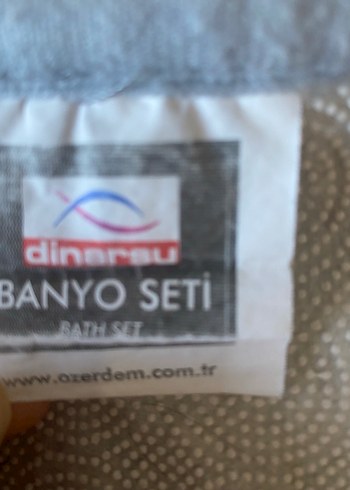 dinarsu
BANYO SETİ
BATH SET
www.ozerdem.com.tr